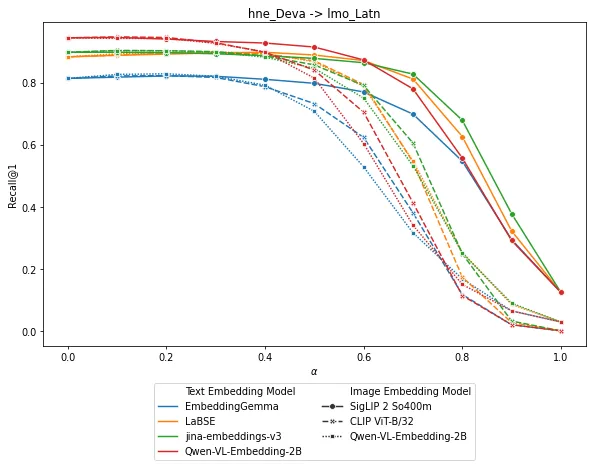 hne_Deva -> lmo_Latn
Recall@1
0.8
0.6
0.4
0.2
0.0
0.0
0.2
0.4
0.6
0.8
1.0
α
Text Embedding Model
EmbeddingGemma
LaBSE
jina-embeddings-v3
Qwen-VL-Embedding-2B
Image Embedding Model
SigLIP 2 So400m
CLIP ViT-B/32
Qwen-VL-Embedding-2B